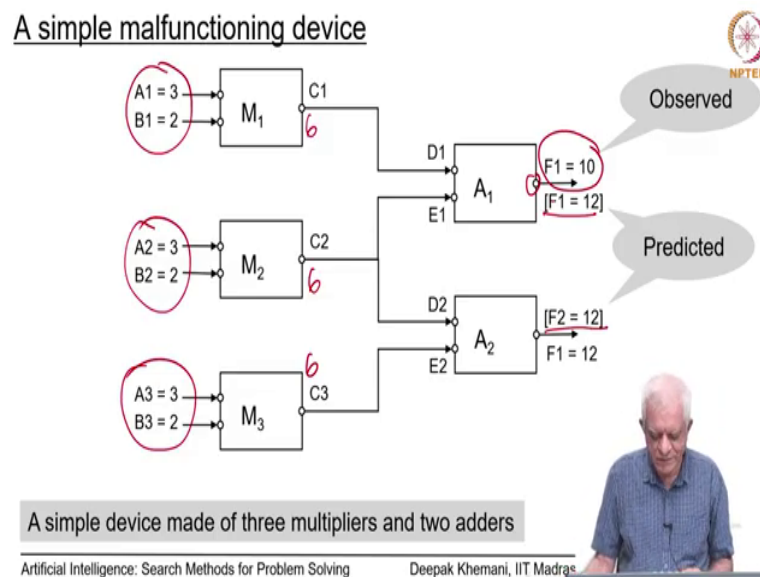 A simple malfunctioning device
NPTEL
A1 = 3
B1 = 2
M1
C1
6
Observed
D1
E1
A1
F1 = 10
[F1 = 12]
A2 = 3
B2 = 2
M2
C2
6
Predicted
D2
E2
A2
[F2 = 12]
F1 = 12
A3 = 3
B3 = 2
M3
6
C3
A simple device made of three multipliers and two adders
Artificial Intelligence: Search Methods for Problem Solving
Deepak Khemani, IIT Madras